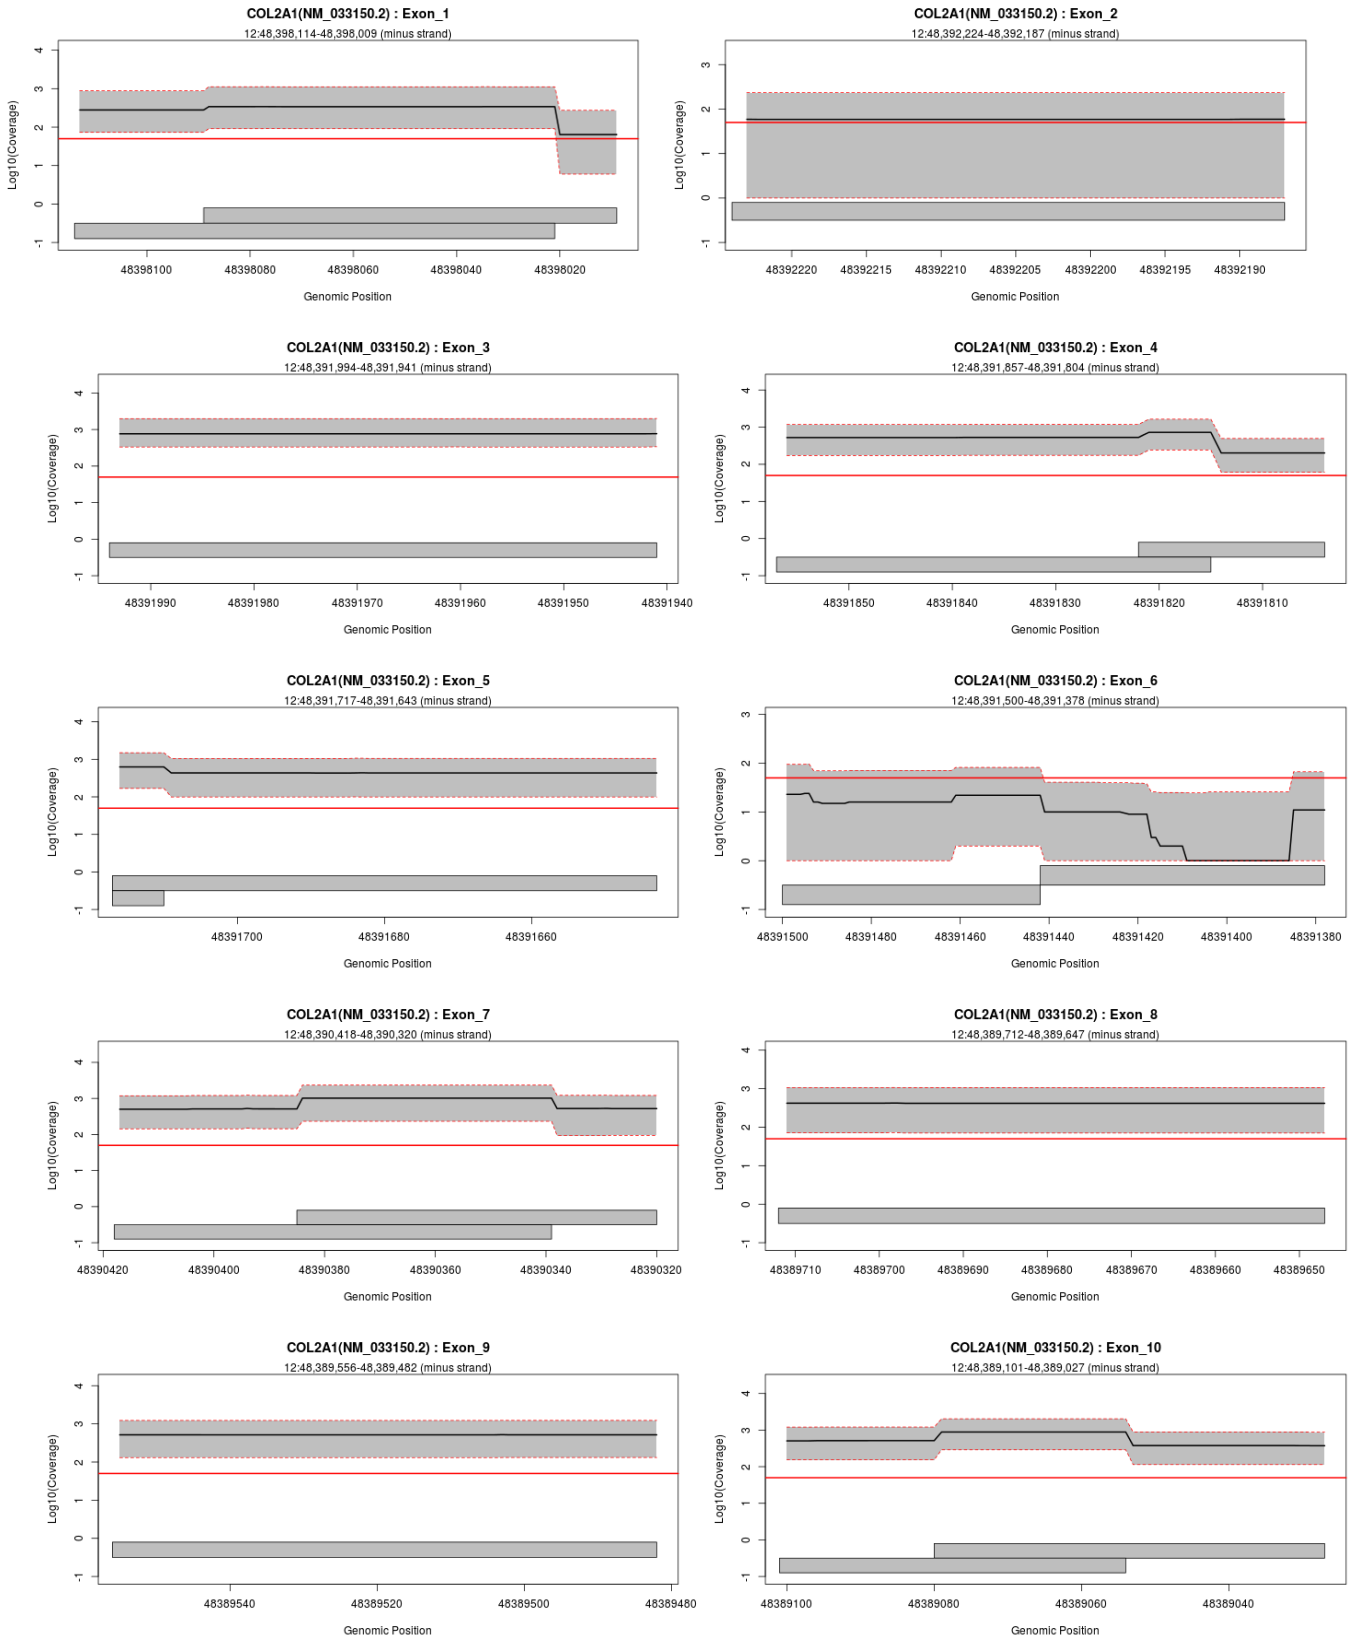 COL2A1(NM_033150.2) : Exon_1
12:48,398,114-48,398,009 (minus strand)
Log10(Coverage)
4
3
2
1
0
-1
48398100 48398080 48398060 48398040 48398020
Genomic Position
COL2A1(NM_033150.2) : Exon_2
12:48,392,224-48,392,187 (minus strand)
Log10(Coverage)
3
2
1
0
-1
48392220 48392215 48392210 48392205 48392200 48392195 48392190
Genomic Position
COL2A1(NM_033150.2) : Exon_3
12:48,391,994-48,391,941 (minus strand)
Log10(Coverage)
4
3
2
1
0
-1
48391990 48391980 48391970 48391960 48391950 48391940
Genomic Position
COL2A1(NM_033150.2) : Exon_4
12:48,391,857-48,391,804 (minus strand)
Log10(Coverage)
4
3
2
1
0
-1
48391850 48391840 48391830 48391820 48391810
Genomic Position
COL2A1(NM_033150.2) : Exon_5
12:48,391,717-48,391,643 (minus strand)
Log10(Coverage)
4
3
2
1
0
-1
48391700 48391680 48391660
Genomic Position
COL2A1(NM_033150.2) : Exon_6
12:48,391,500-48,391,378 (minus strand)
Log10(Coverage)
3
2
1
0
-1
48391500 48391480 48391460 48391440 48391420 48391400 48391380
Genomic Position
COL2A1(NM_033150.2) : Exon_7
12:48,390,418-48,390,320 (minus strand)
Log10(Coverage)
4
3
2
1
0
-1
48390420 48390400 48390380 48390360 48390340 48390320
Genomic Position
COL2A1(NM_033150.2) : Exon_8
12:48,389,712-48,389,647 (minus strand)
Log10(Coverage)
4
3
2
1
0
-1
48389710 48389700 48389690 48389680 48389670 48389660 48389650
Genomic Position
COL2A1(NM_033150.2) : Exon_9
12:48,389,556-48,389,482 (minus strand)
Log10(Coverage)
4
3
2
1
0
-1
48389540 48389520 48389500 48389480
Genomic Position
COL2A1(NM_033150.2) : Exon_10
12:48,389,101-48,389,027 (minus strand)
Log10(Coverage)
4
3
2
1
0
-1
48389100 48389080 48389060 48389040
Genomic Position